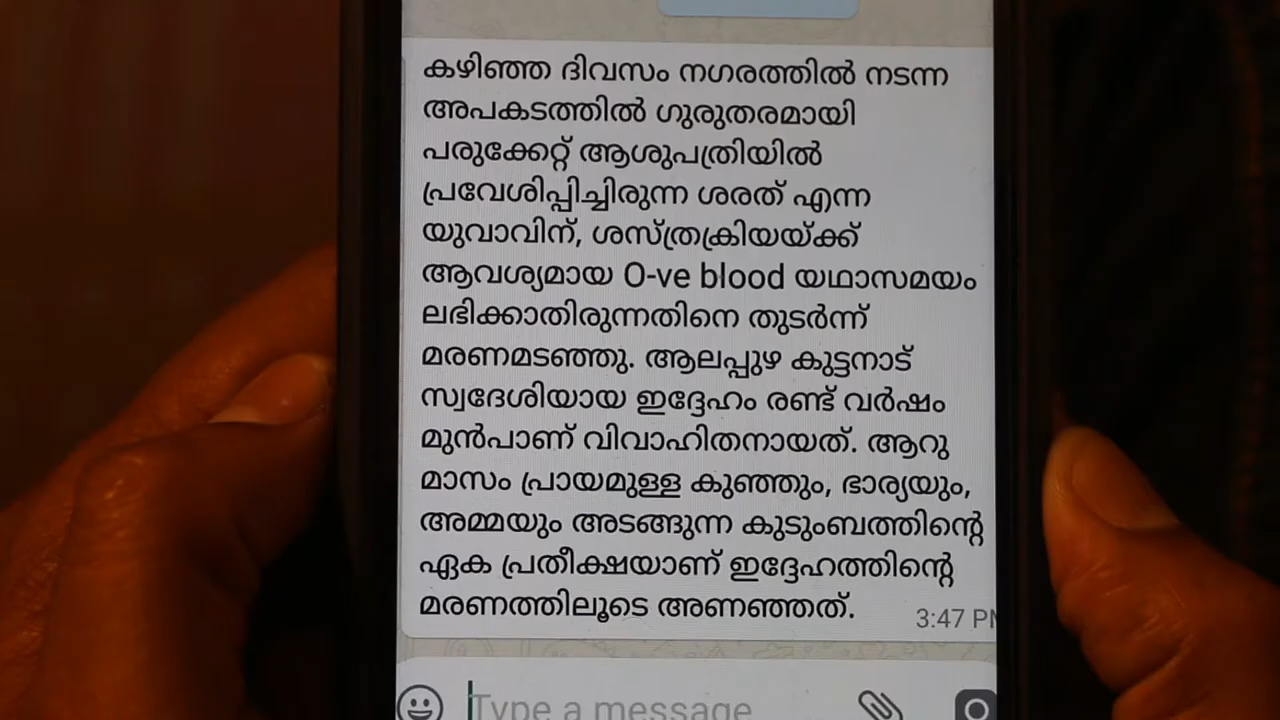 കഴിഞ്ഞ ദിവസം നഗരത്തിൽ നടന്ന
അപകടത്തിൽ ഗുരുതരമായി
പരുക്കേറ്റ് ആശുപത്രിയിൽ
പ്രവേശിപ്പിച്ചിരുന്ന ശരത് എന്ന
യുവാവിന്, ശസ്ത്രക്രിയയ്ക്ക്
ആവശ്യമായ O-ve blood യഥാസമയം
ലഭിക്കാതിരുന്നതിനെ തുടർന്ന്
മരണമടഞ്ഞു. ആലപ്പുഴ കുട്ടനാട്
സ്വദേശിയായ ഇദ്ദേഹം രണ്ട് വർഷം
മുൻപാണ് വിവാഹിതനായത്. ആറു
മാസം പ്രായമുള്ള കുഞ്ഞും, ഭാര്യയും,
അമ്മയും അടങ്ങുന്ന കുടുംബത്തിന്റെ
ഏക പ്രതീക്ഷയാണ് ഇദ്ദേഹത്തിന്റെ
മരണത്തിലൂടെ അണഞ്ഞത്.
3:47 PM
Type a message